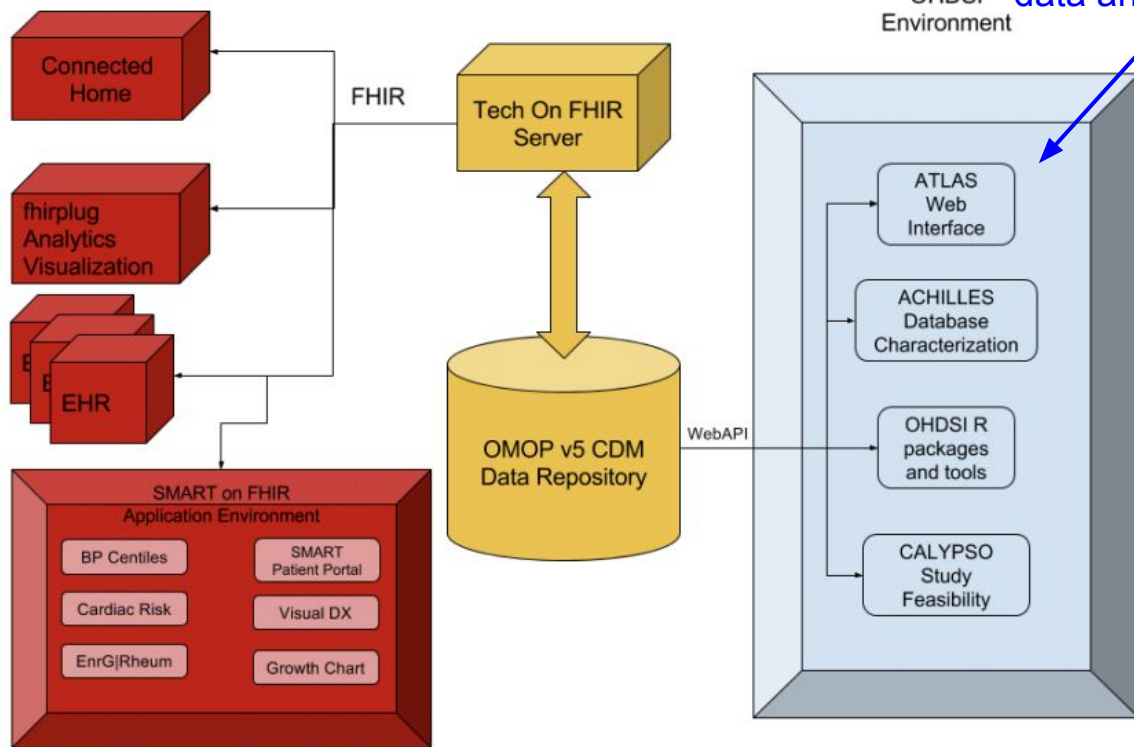 Connected
Home
FHIR
Tech On FHIR
Server
data an
Environment
fhirplug
Analytics
Visualization
EHR
SMART on FHIR
Application Environment
BP Centiles
SMART
Patient Portal
Cardiac Risk
Visual DX
EnrG|Rheum
Growth Chart
OMOP v5 CDM
Data Repository
WebAPI
ATLAS
Web
Interface
ACHILLES
Database
Characterization
OHDSI R
packages
and tools
CALYPSO
Study
Feasibility